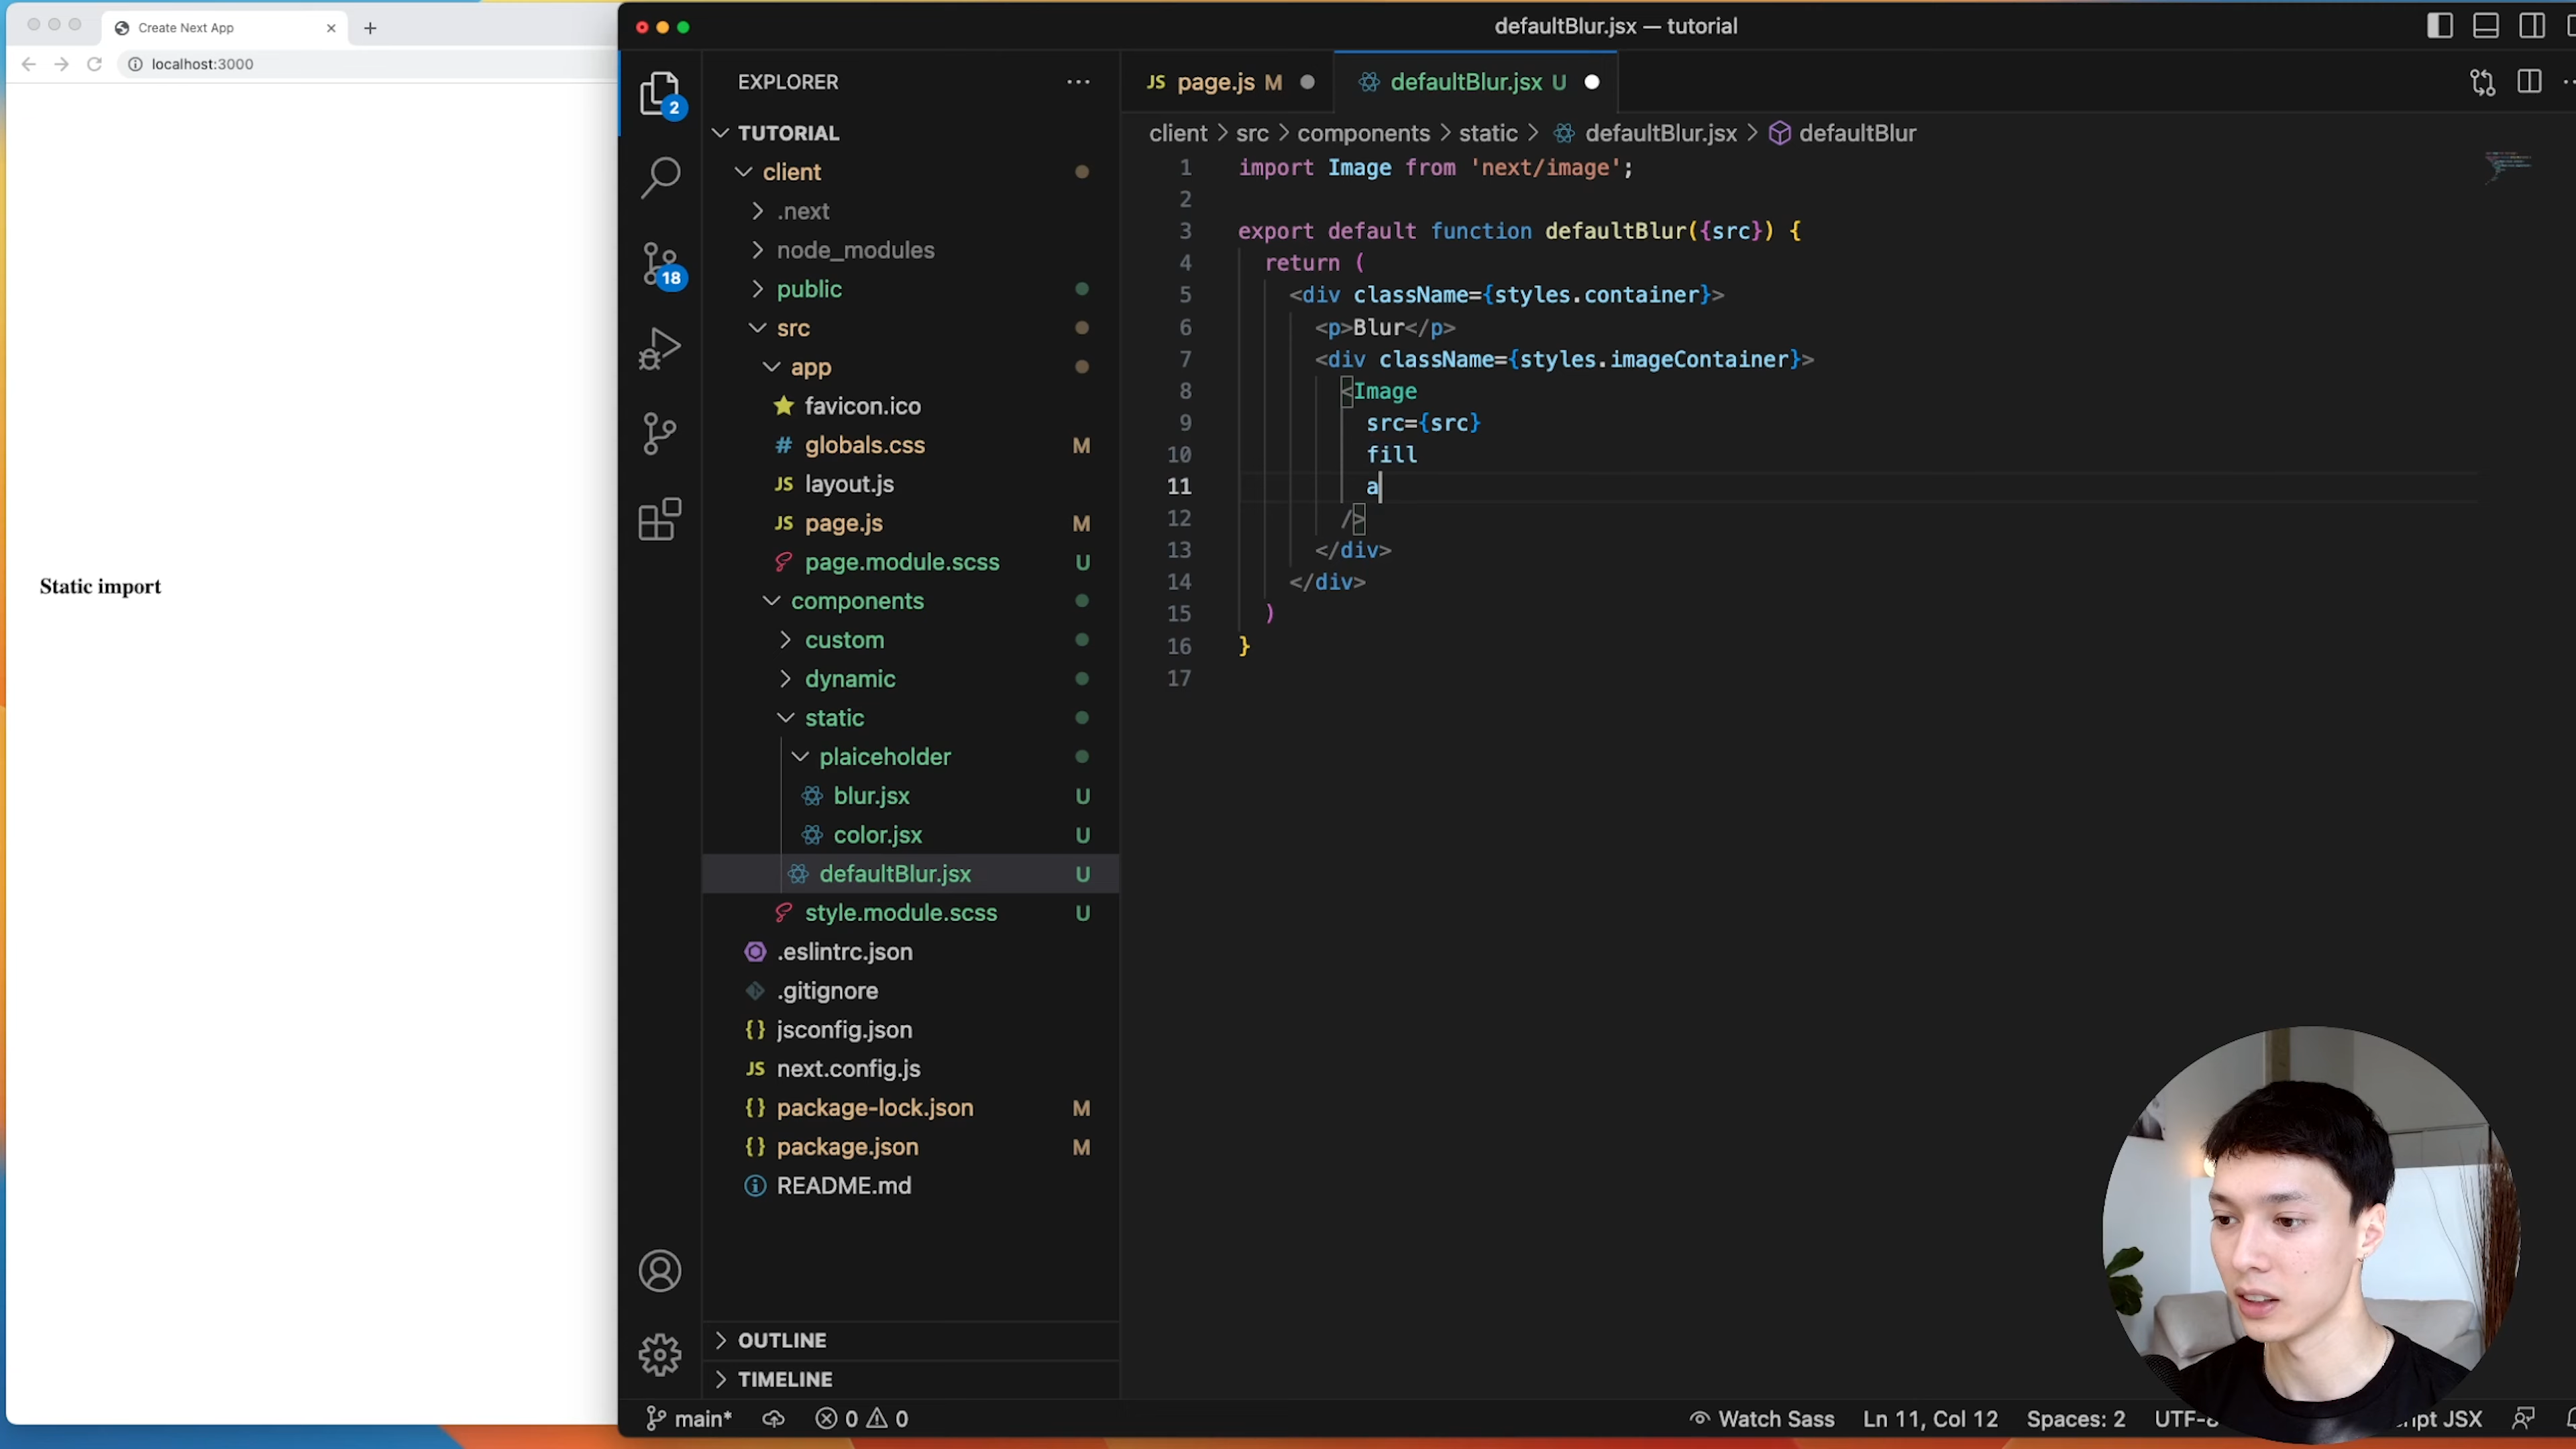 Create Next App
localhost:3000
Static import
defaultBlur.jsx — tutorial
2
18
EXPLORER
TUTORIAL
client
.next
node_modules
public
src
app
favicon.ico
globals.css M
layout.js
page.js M
page.module.scss U
components
custom
dynamic
static
plaiceholder
blur.jsx U
color.jsx U
defaultBlur.jsx U
style.module.scss U
.eslintrc.json
.gitignore
jsconfig.json
next.config.js
package-lock.json M
package.json M
README.md
OUTLINE
TIMELINE
JS page.js M
defaultBlur.jsx U
client > src > components > static > defaultBlur.jsx > defaultBlur
1 import Image from 'next/image';
2
3 export default function defaultBlur({src}) {
4 return (
5 <div className={styles.container}>
6 <p>Blur</p>
7 <div className={styles.imageContainer}>
8 <Image
9 src={src}
10 fill
11 a
12 />
13 </div>
14 </div>
15 )
16 }
17
main* 0 0 Watch Sass Ln 11, Col 12 Spaces: 2 UTF-8 JSX